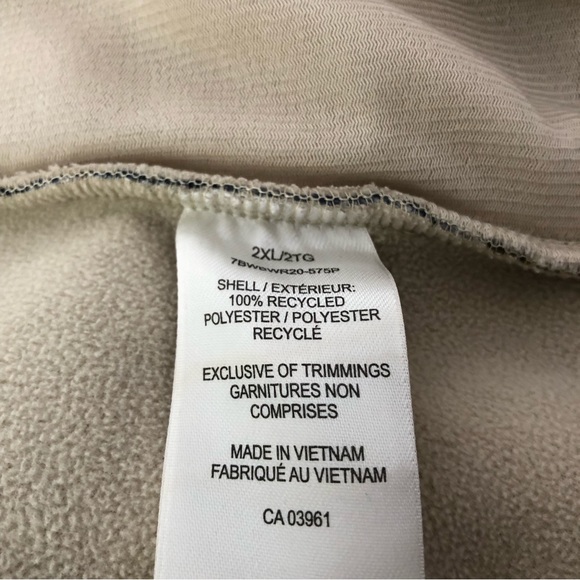 2XL/2TG
7BWBWR20-575P
SHELL / EXTÉRIEUR:
100% RECYCLED
POLYESTER / POLYESTER
RECYCLÉ
EXCLUSIVE OF TRIMMINGS
GARNITURES NON
COMPRISES
MADE IN VIETNAM
FABRIQUÉ AU VIETNAM
CA 03961